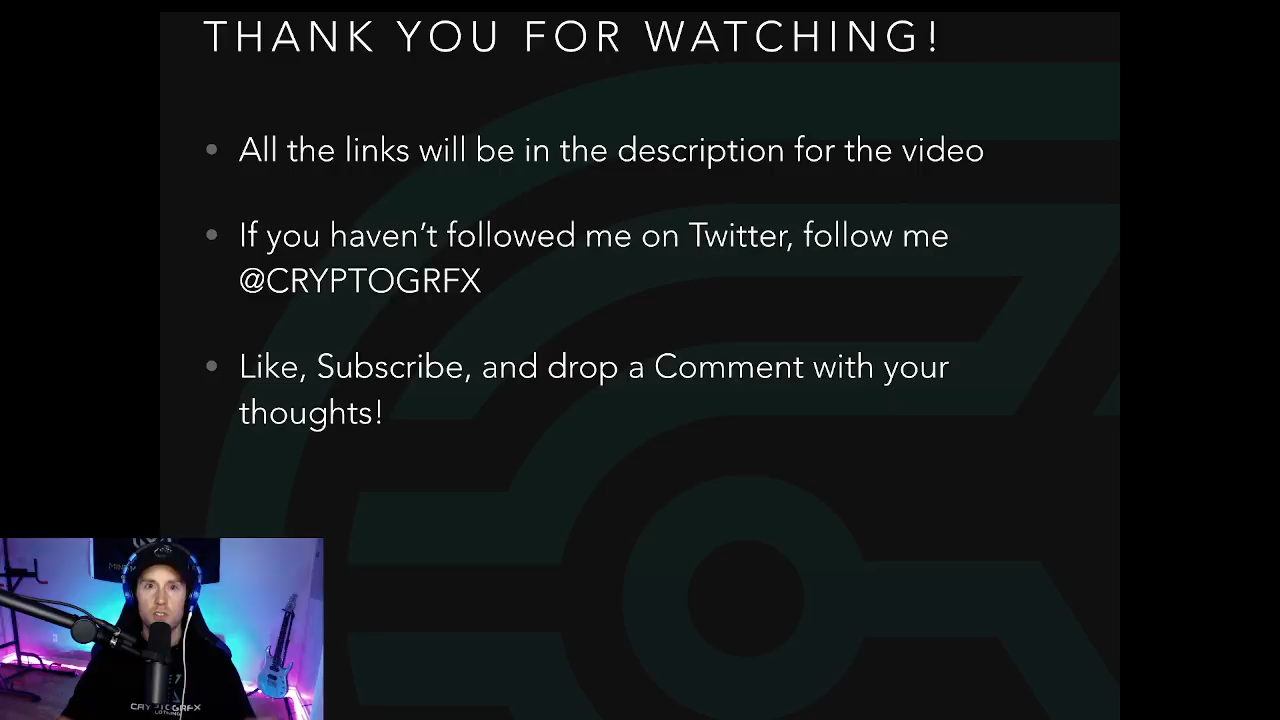 THANK YOU FOR WATCHING!
• All the links will be in the description for the video
• If you haven't followed me on Twitter, follow me
@CRYPTOGRFX
• Like, Subscribe, and drop a Comment with your
thoughts!
CRYPTOGRFX